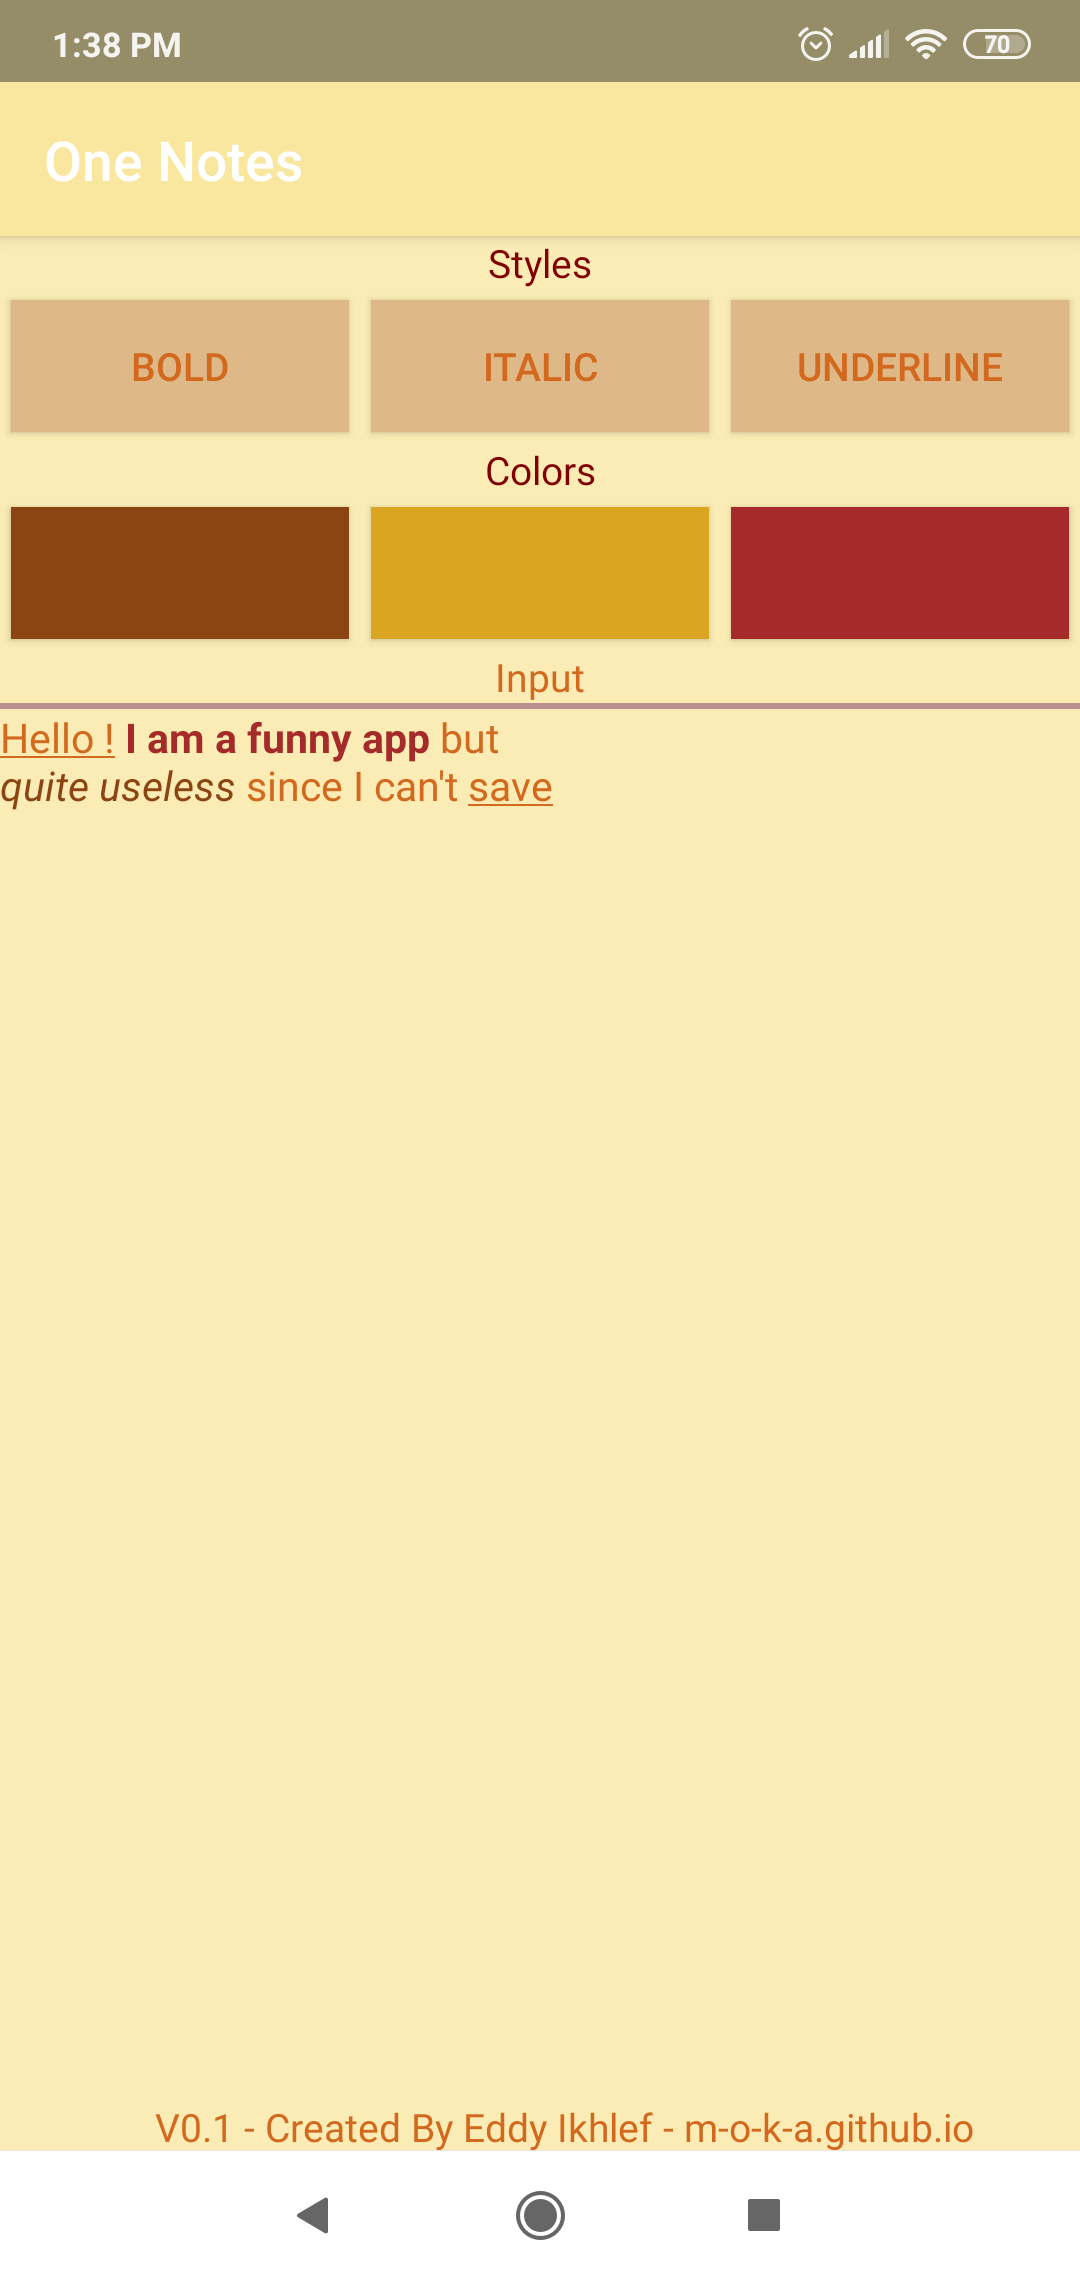 1:38 PM
70
One Notes
Styles
BOLD ITALIC UNDERLINE
Colors
Input
Hello ! I am a funny app but
quite useless since I can't save
V0.1 - Created By Eddy Ikhlef - m-o-k-a.github.io